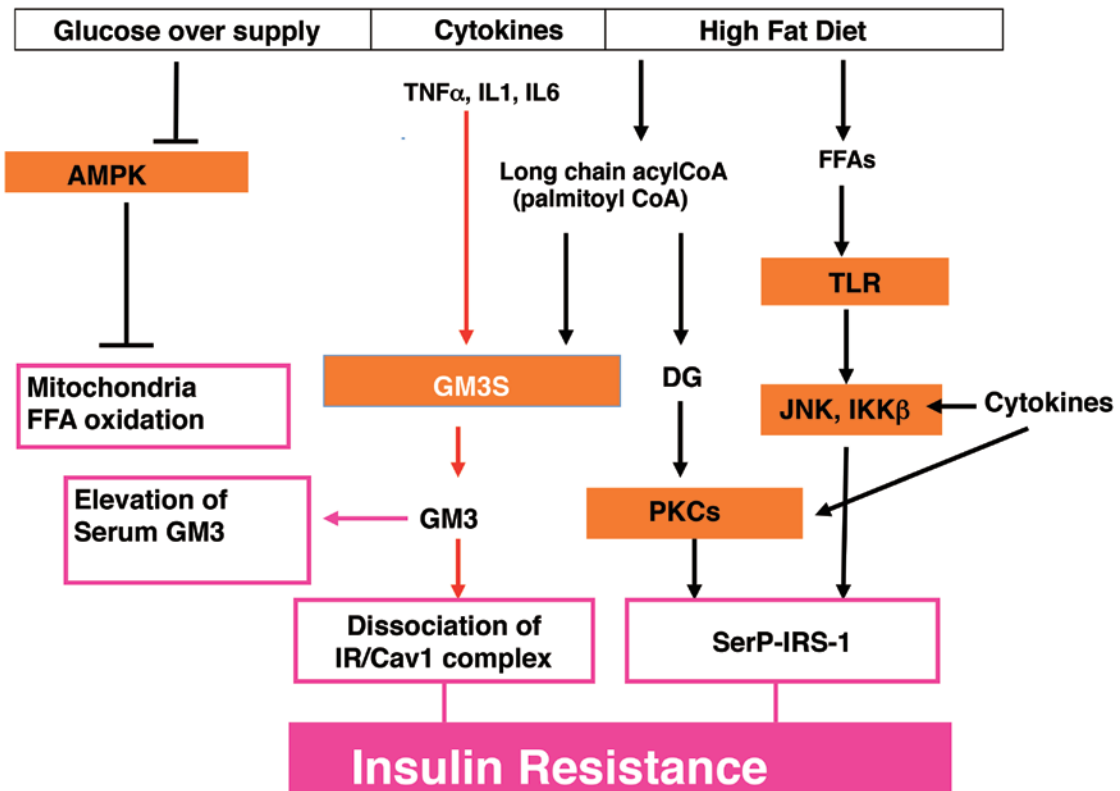 Glucose over supply
Cytokines
High Fat Diet
TNFα, IL1, IL6
AMPK
Long chain acylCoA
(palmitoyl CoA)
FFAs
TLR
Mitochondria
FFA oxidation
GM3S
DG
JNK, IKKβ
Cytokines
Elevation of
Serum GM3
GM3
PKCs
Dissociation of
IR/Cav1 complex
SerP-IRS-1
Insulin Resistance